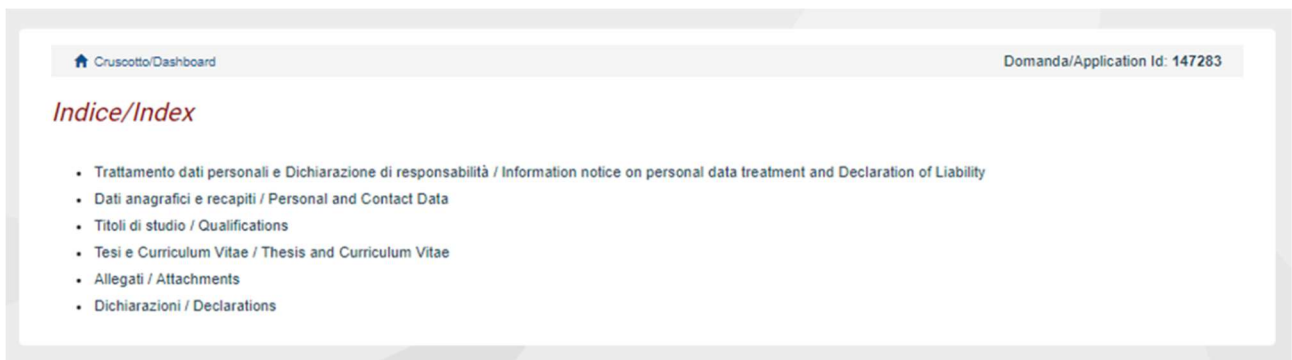 Cruscotto/Dashboard
Domanda/Application Id: 147283
Indice/Index
Trattamento dati personali e Dichiarazione di responsabilità / Information notice on personal data treatment and Declaration of Liability
Dati anagrafici e recapiti / Personal and Contact Data
Titoli di studio / Qualifications
Tesi e Curriculum Vitae / Thesis and Curriculum Vitae
Allegati / Attachments
Dichiarazioni / Declarations